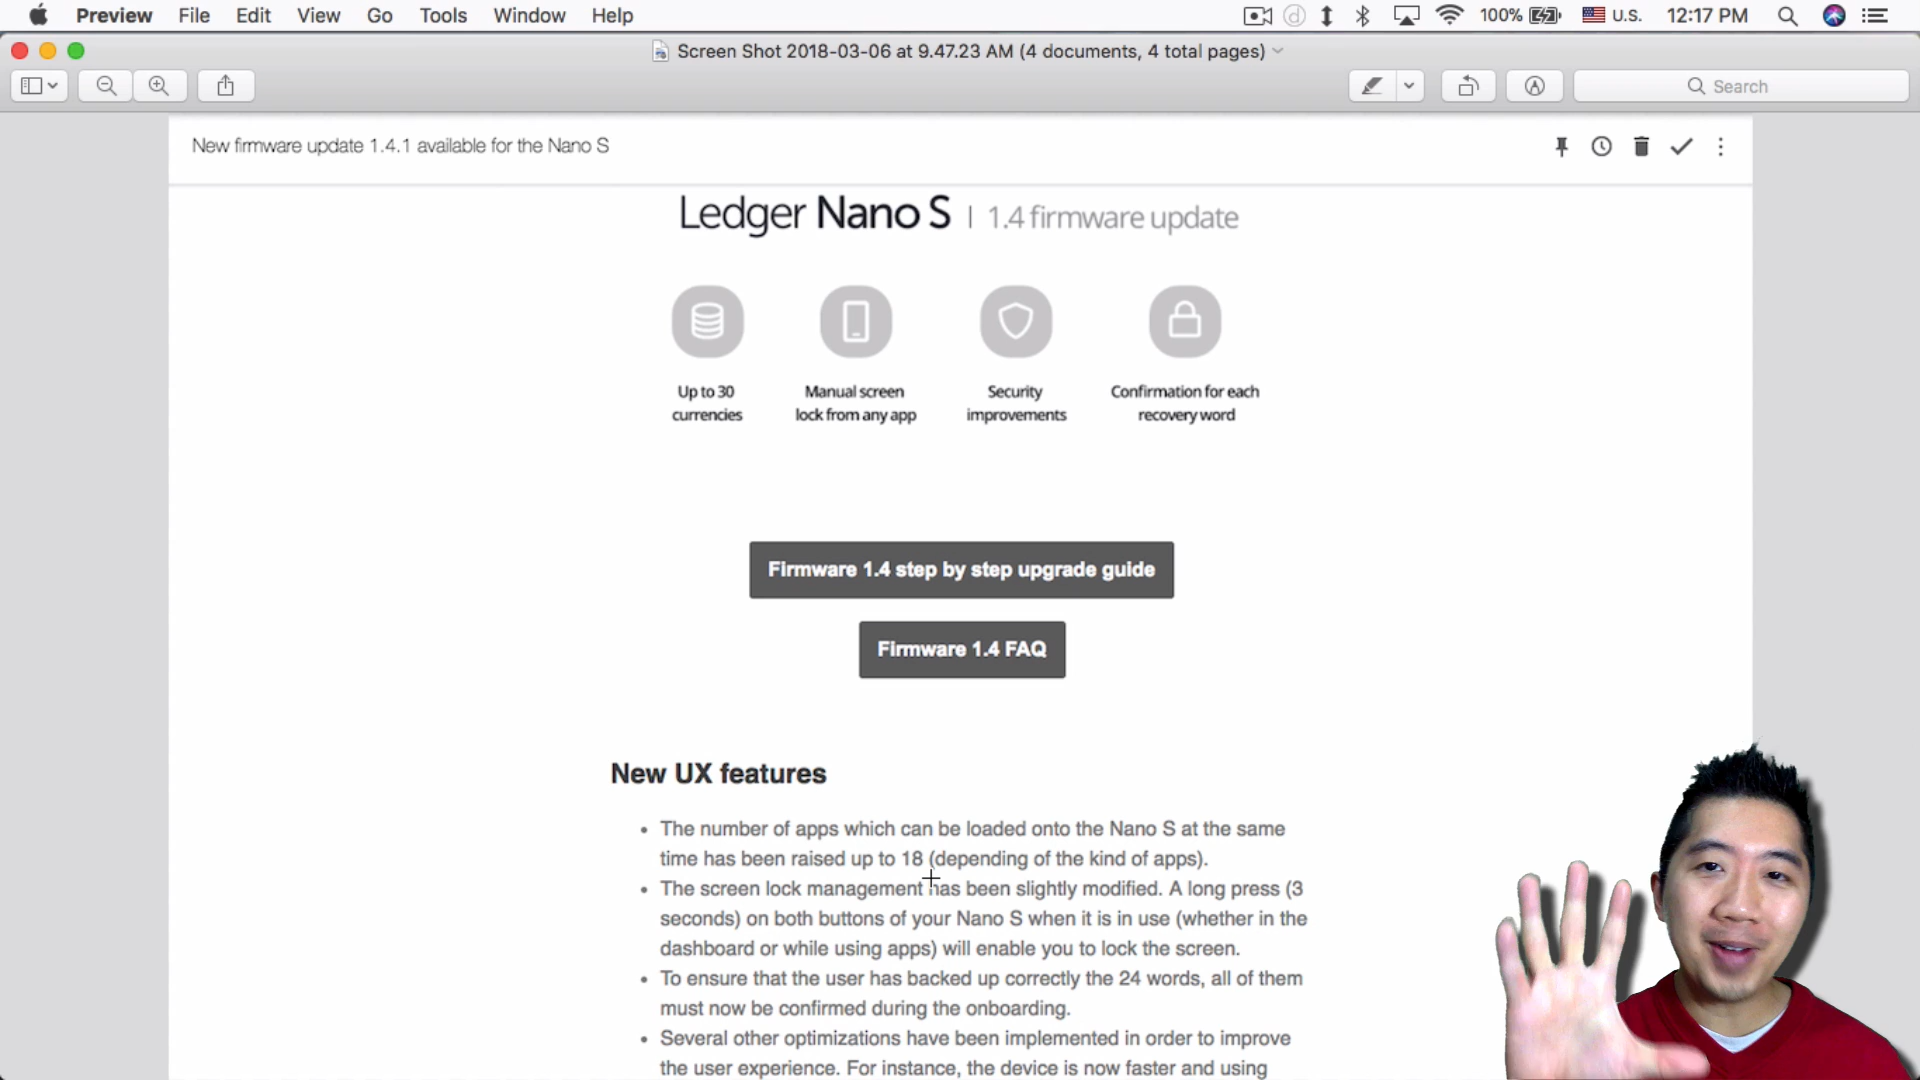 Preview File Edit View Go Tools Window Help 100% U.S. 12:17 PM
Screen Shot 2018-03-06 at 9.47.23 AM (4 documents, 4 total pages)
Search
New firmware update 1.4.1 available for the Nano S
Ledger Nano S | 1.4 firmware update
Up to 30
currencies
Manual screen
lock from any app
Security
improvements
Confirmation for each
recovery word
Firmware 1.4 step by step upgrade guide
Firmware 1.4 FAQ
New UX features
• The number of apps which can be loaded onto the Nano S at the same
time has been raised up to 18 (depending of the kind of apps).
• The screen lock management has been slightly modified. A long press (3
seconds) on both buttons of your Nano S when it is in use (whether in the
dashboard or while using apps) will enable you to lock the screen.
• To ensure that the user has backed up correctly the 24 words, all of them
must now be confirmed during the onboarding.
• Several other optimizations have been implemented in order to improve
the user experience. For instance, the device is now faster and using